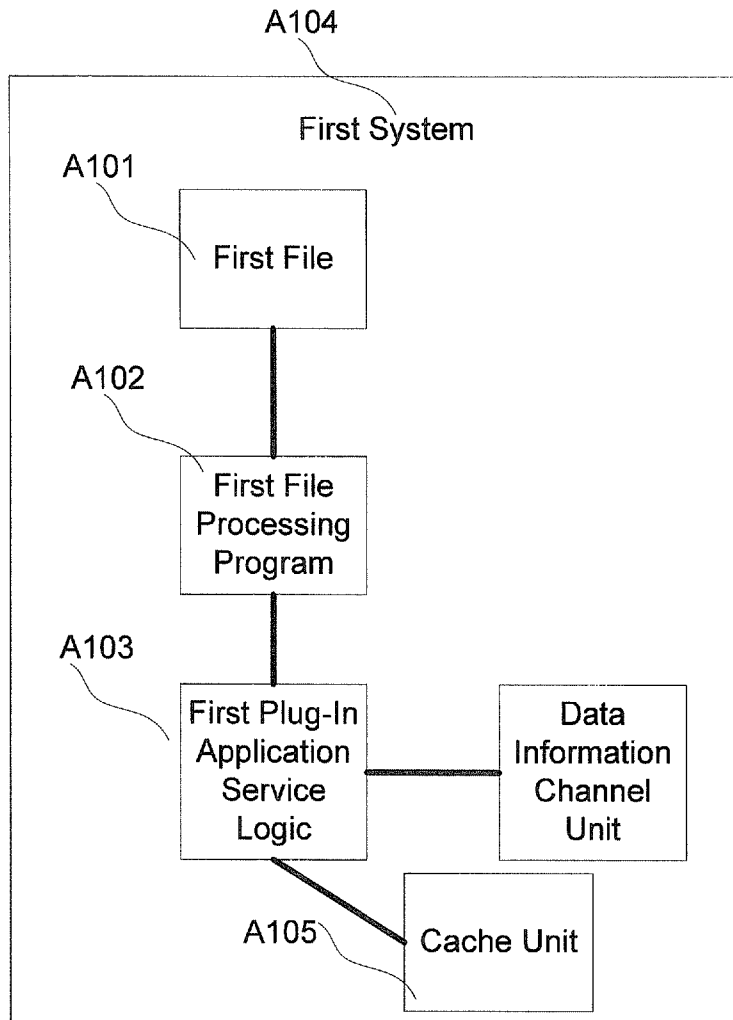 A104
First System
A101
First File
A102
First File
Processing
Program
A103
First Plug-In
Application
Service
Logic
Data
Information
Channel
Unit
A105
Cache Unit